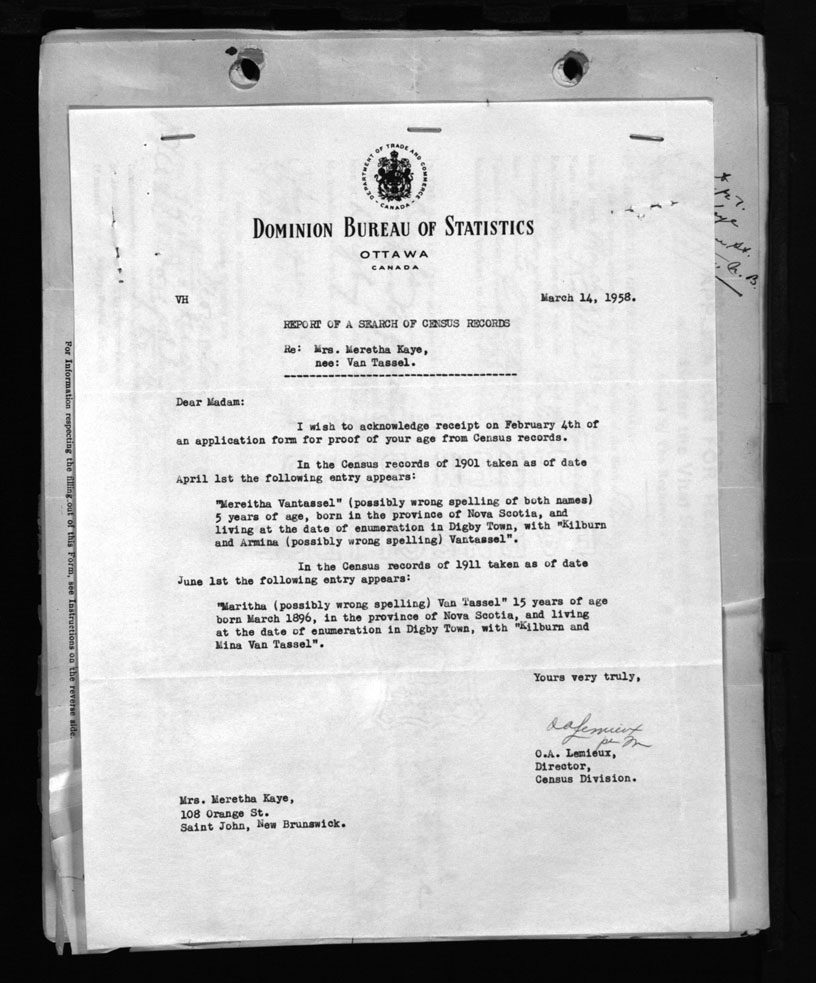 DEPARTMENT OF TRADE AND COMMERCE
CANADA
DOMINION BUREAU OF STATISTICS
OTTAWA
CANADA
VH
March 14, 1958.
REPORT OF A SEARCH OF CENSUS RECORDS
Re: Mrs. Meretha Kaye,
nee: Van Tassel.
Dear Madam:
I wish to acknowledge receipt on February 4th of
an application form for proof of your age from Census records.
In the Census records of 1901 taken as of date
April 1st the following entry appears:
"Mereitha Vantassel" (possibly wrong spelling of both names)
5 years of age, born in the province of Nova Scotia, and
living at the date of enumeration in Digby Town, with "Kilburn
and Armina (possibly wrong spelling) Vantassel".
In the Census records of 1911 taken as of date
June 1st the following entry appears:
"Maritha (possibly wrong spelling) Van Tassel" 15 years of age
born March 1896, in the province of Nova Scotia, and living
at the date of enumeration in Digby Town, with "Kilburn and
Mina Van Tassel".
Yours very truly,
O A Lemieux
per
O.A. Lemieux,
Director,
Census Division.
Mrs. Meretha Kaye,
108 Orange St.
Saint John, New Brunswick.
For Information respecting the filling out of this Form, see Instructions on the reverse side.
St.